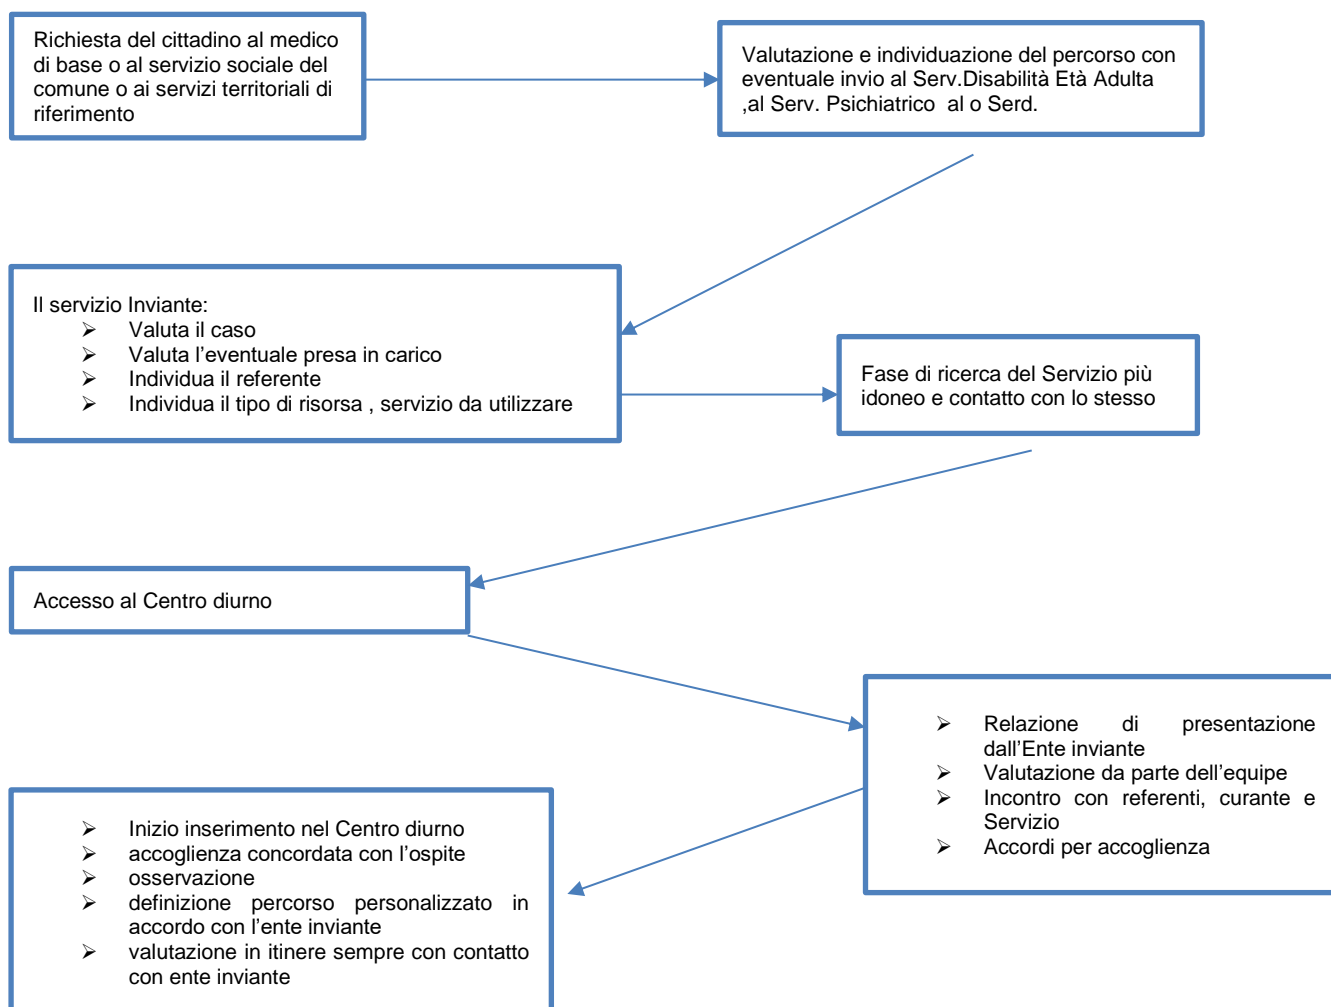 Richiesta del cittadino al medico
di base o al servizio sociale del
comune o ai servizi territoriali di
riferimento
Valutazione e individuazione del percorso con
eventuale invio al Serv.Disabilità Età Adulta
,al Serv. Psichiatrico al o Serd.
Il servizio Inviante:
➢ Valuta il caso
➢ Valuta l’eventuale presa in carico
➢ Individua il referente
➢ Individua il tipo di risorsa , servizio da utilizzare
Fase di ricerca del Servizio più
idoneo e contatto con lo stesso
Accesso al Centro diurno
➢ Relazione di presentazione
dall’Ente inviante
➢ Valutazione da parte dell’equipe
➢ Incontro con referenti, curante e
Servizio
➢ Accordi per accoglienza
➢ Inizio inserimento nel Centro diurno
➢ accoglienza concordata con l’ospite
➢ osservazione
➢ definizione percorso personalizzato in
accordo con l’ente inviante
➢ valutazione in itinere sempre con contatto
con ente inviante